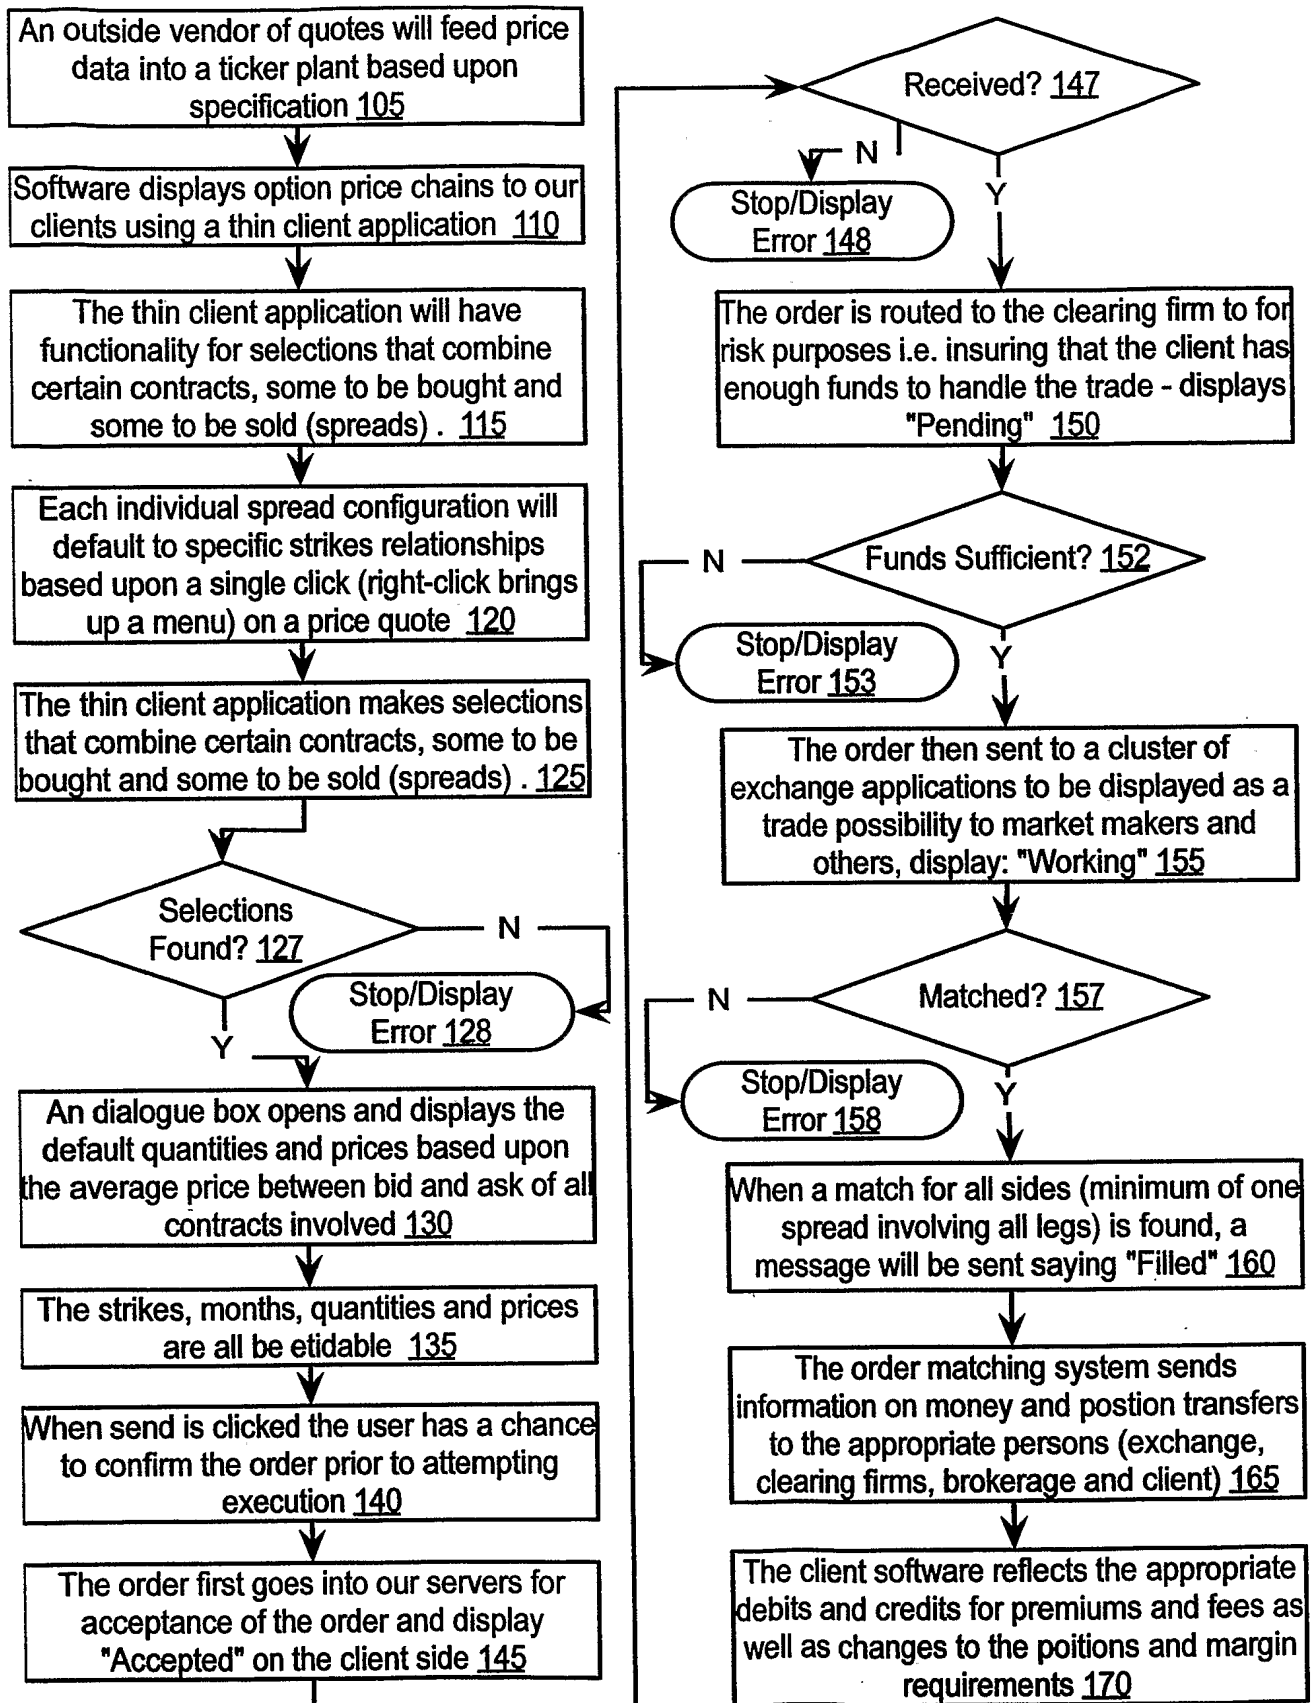 An outside vendor of quotes will feed price
data into a ticker plant based upon
specification 105
Software displays option price chains to our
clients using a thin client application 110
The thin client application will have
functionality for selections that combine
certain contracts, some to be bought and
some to be sold (spreads) . 115
Each individual spread configuration will
default to specific strikes relationships
based upon a single click (right-click brings
up a menu) on a price quote 120
The thin client application makes selections
that combine certain contracts, some to be
bought and some to be sold (spreads) . 125
Selections
Found? 127
N
Stop/Display
Error 128
Y
An dialogue box opens and displays the
default quantities and prices based upon
the average price between bid and ask of all
contracts involved 130
The strikes, months, quantities and prices
are all be etidable 135
When send is clicked the user has a chance
to confirm the order prior to attempting
execution 140
The order first goes into our servers for
acceptance of the order and display
"Accepted" on the client side 145
Received? 147
N
Stop/Display
Error 148
Y
The order is routed to the clearing firm to for
risk purposes i.e. insuring that the client has
enough funds to handle the trade - displays
"Pending" 150
Funds Sufficient? 152
N
Stop/Display
Error 153
Y
The order then sent to a cluster of
exchange applications to be displayed as a
trade possibility to market makers and
others, display: "Working" 155
Matched? 157
N
Stop/Display
Error 158
Y
When a match for all sides (minimum of one
spread involving all legs) is found, a
message will be sent saying "Filled" 160
The order matching system sends
information on money and postion transfers
to the appropriate persons (exchange,
clearing firms, brokerage and client) 165
The client software reflects the appropriate
debits and credits for premiums and fees as
well as changes to the poitions and margin
requirements 170